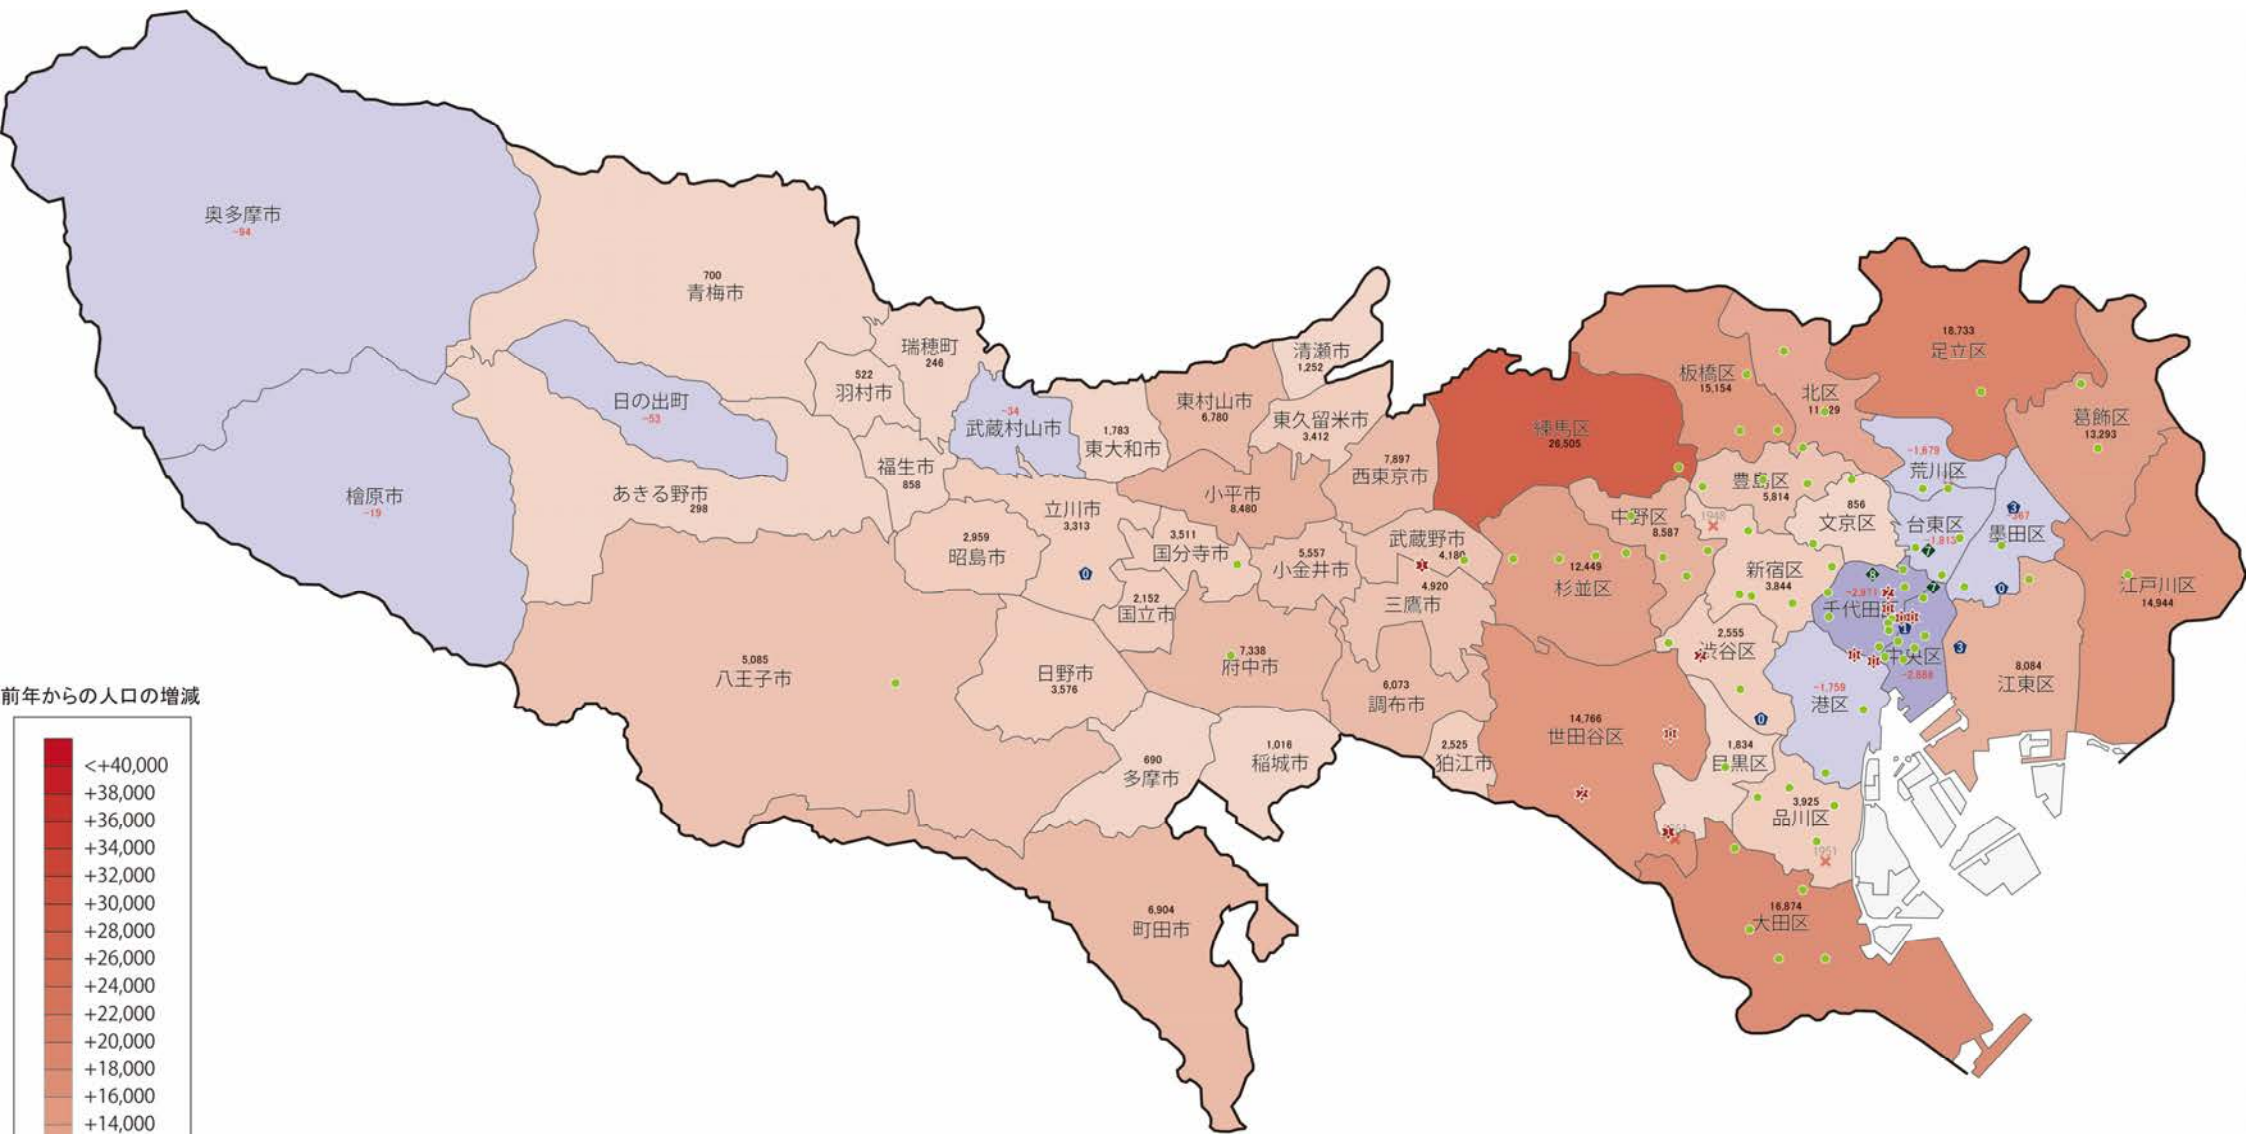 奥多摩市
-94
700
青梅市
瑞穂町
246
522
羽村市
日の出町
-53
檜原市
-19
あきる野市
298
福生市
858
-34
武蔵村山市
1,783
東大和市
東村山市
6,780
清瀬市
1,252
東久留米市
3,412
7,897
西東京市
小平市
8,480
立川市
3,313
2,959
昭島市
0
3,511
国分寺市
5,557
小金井市
武蔵野市
4,180
4,920
三鷹市
2,152
国立市
5,085
八王子市
日野市
3,576
7,338
府中市
6,073
調布市
2,525
狛江市
690
多摩市
1,016
稲城市
6,904
町田市
練馬区
26,505
板橋区
15,154
北区
18,733
足立区
葛飾区
13,293
-1,679
荒川区
豊島区
5,814
856
文京区
台東区
-1,813
7
3
墨田区
0
1948
中野区
8,587
12,449
杉並区
新宿区
3,844
8
7
千代田区
1
中央区
-2,888
3
8,084
江東区
江戸川区
14,944
2,555
渋谷区
0
-1,759
港区
14,766
世田谷区
1,834
目黒区
3,925
品川区
1951
16,874
大田区
前年からの人口の増減
<+40,000
+38,000
+36,000
+34,000
+32,000
+30,000
+28,000
+26,000
+24,000
+22,000
+20,000
+18,000
+16,000
+14,000